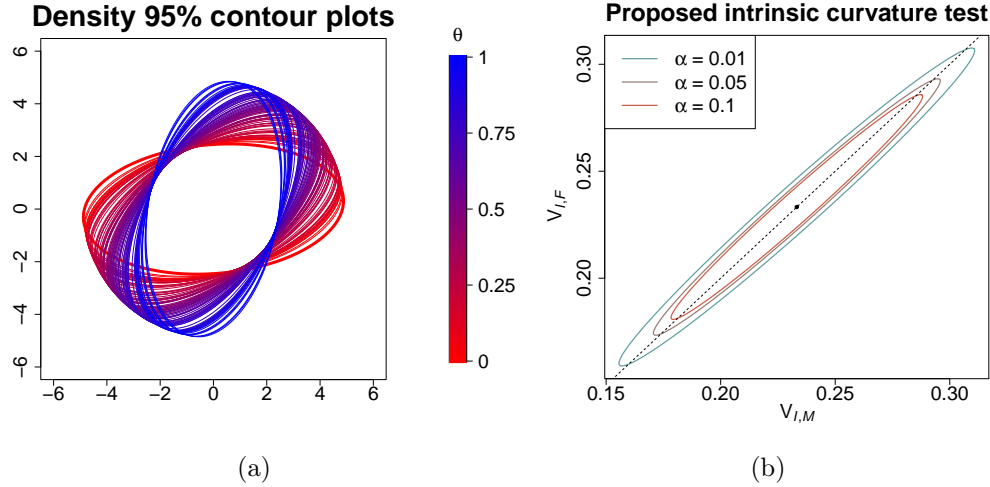 Density 95% contour plots
6
4
2
0
−2
−4
−6
−6 −4 −2 0 2 4 6
θ
1
0.75
0.5
0.25
0
(a)
Proposed intrinsic curvature test
α = 0.01
α = 0.05
α = 0.1
V_{I,F}
0.30
0.25
0.20
0.15 0.20 0.25 0.30
V_{I,M}
(b)